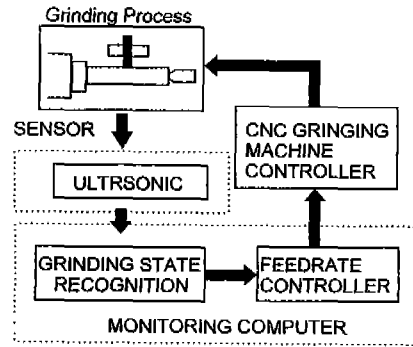 Grinding Process
SENSOR
ULTRSONIC
CNC GRINGING
MACHINE
CONTROLLER
GRINDING STATE
RECOGNITION
FEEDRATE
CONTROLLER
MONITORING COMPUTER